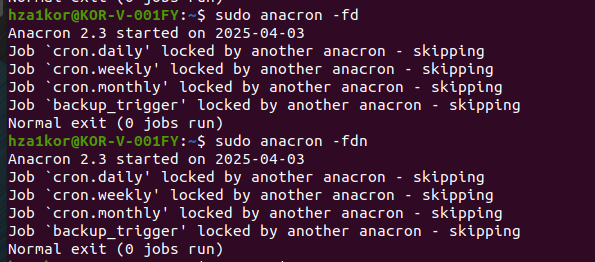 hza1kor@KOR-V-001FY:~$ sudo anacron -fd
Anacron 2.3 started on 2025-04-03
Job `cron.daily' locked by another anacron - skipping
Job `cron.weekly' locked by another anacron - skipping
Job `cron.monthly' locked by another anacron - skipping
Job `backup_trigger' locked by another anacron - skipping
Normal exit (0 jobs run)
hza1kor@KOR-V-001FY:~$ sudo anacron -fdn
Anacron 2.3 started on 2025-04-03
Job `cron.daily' locked by another anacron - skipping
Job `cron.weekly' locked by another anacron - skipping
Job `cron.monthly' locked by another anacron - skipping
Job `backup_trigger' locked by another anacron - skipping
Normal exit (0 jobs run)